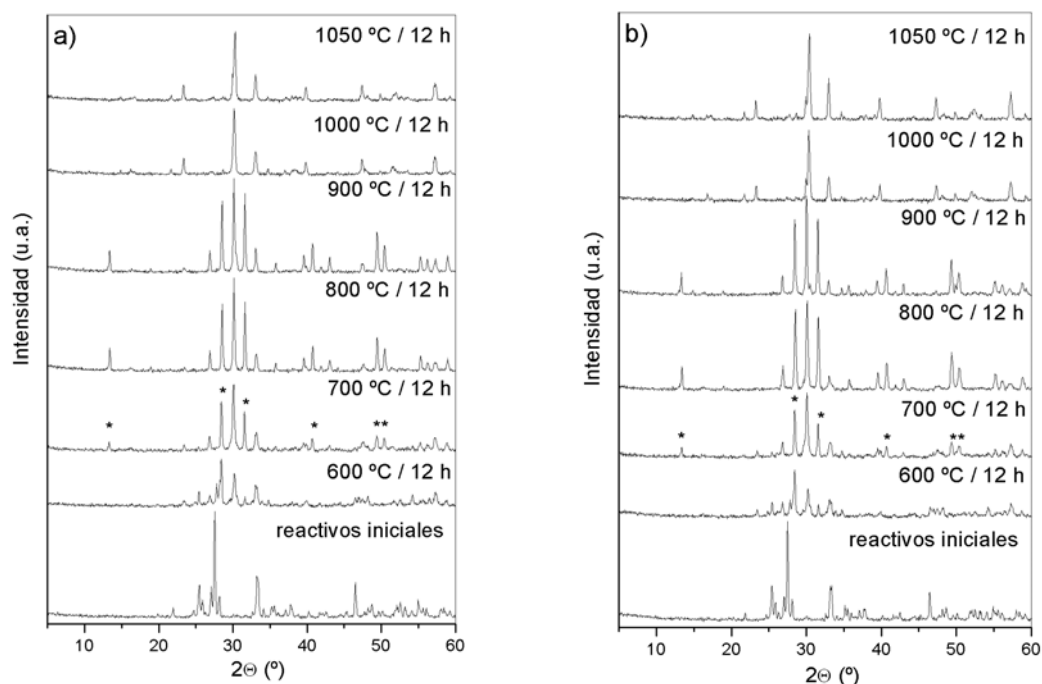 a)
1050 ºC / 12 h
1000 ºC / 12 h
900 ºC / 12 h
800 ºC / 12 h
700 ºC / 12 h
* * * * **
600 ºC / 12 h
reactivos iniciales
Intensidad (u.a.)
10 20 30 40 50 60
2Θ (º)
b)
1050 ºC / 12 h
1000 ºC / 12 h
900 ºC / 12 h
800 ºC / 12 h
700 ºC / 12 h
* * * * **
600 ºC / 12 h
reactivos iniciales
Intensidad (u.a.)
10 20 30 40 50 60
2Θ (º)